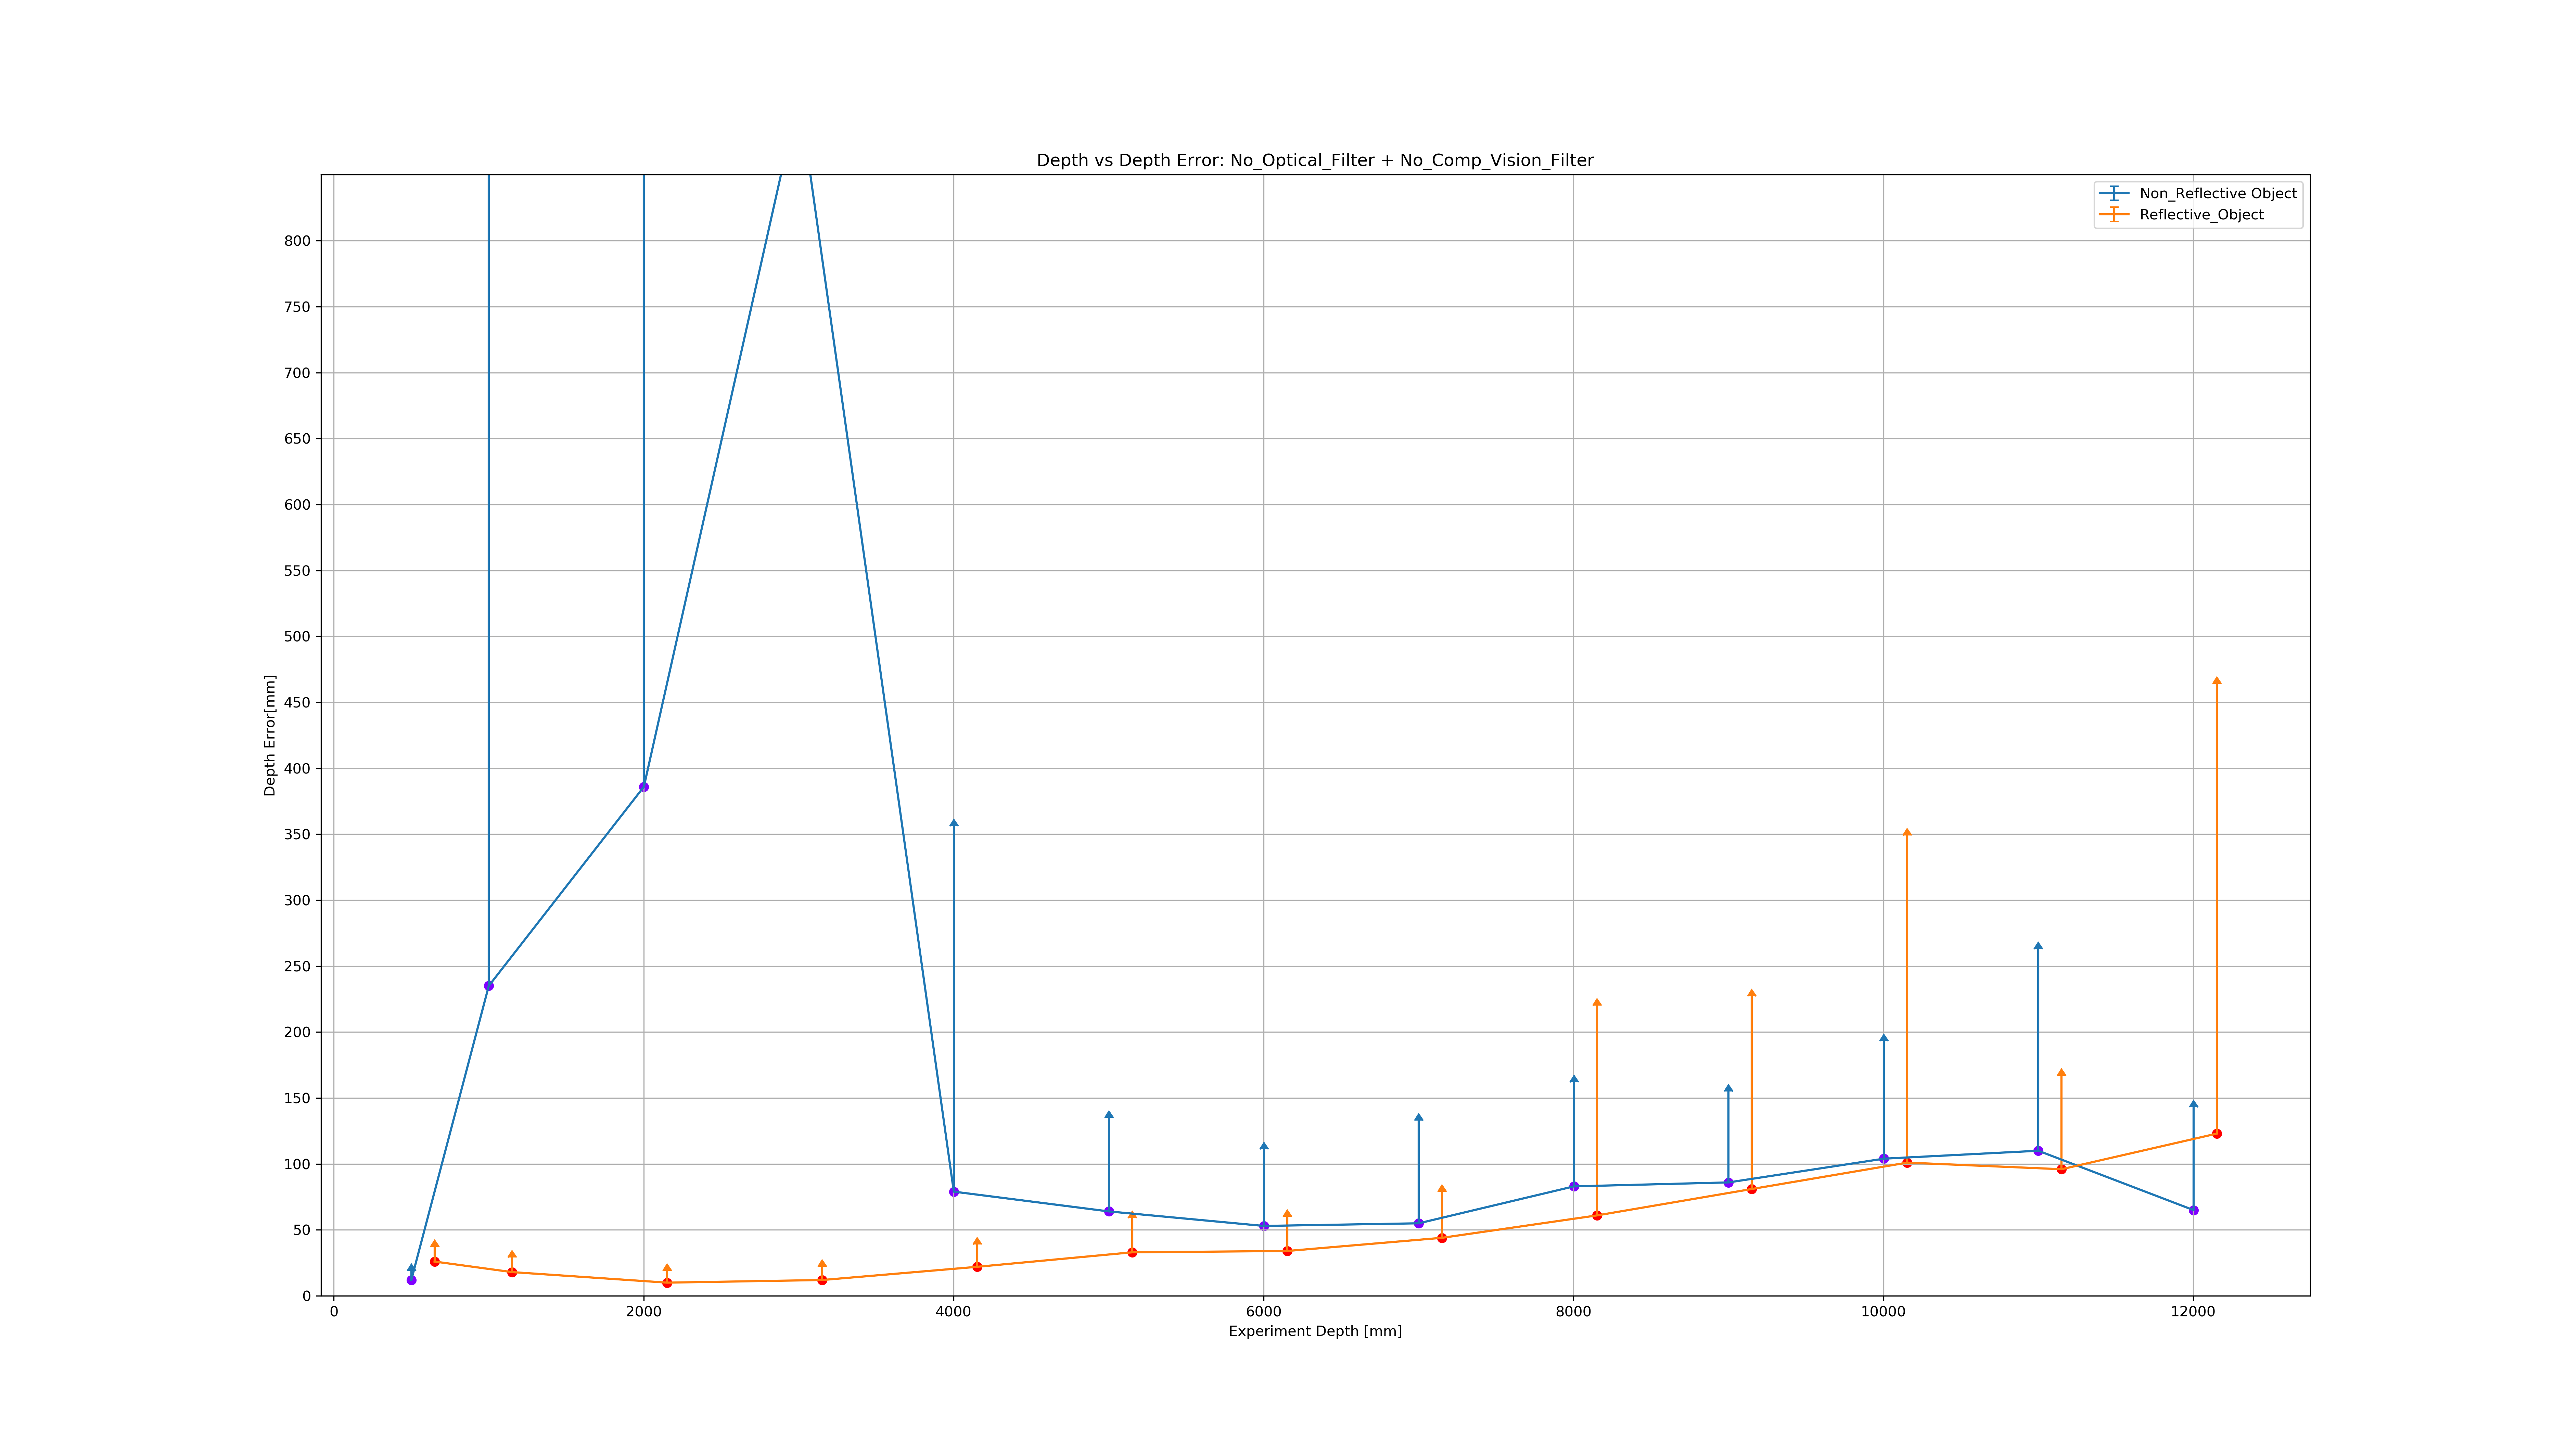 Depth vs Depth Error: No_Optical_Filter + No_Comp_Vision_Filter
Non_Reflective Object
Reflective_Object
800
750
700
650
600
550
500
450
400
350
300
250
200
150
100
50
0
Depth Error[mm]
0 2000 4000 6000 8000 10000 12000
Experiment Depth [mm]